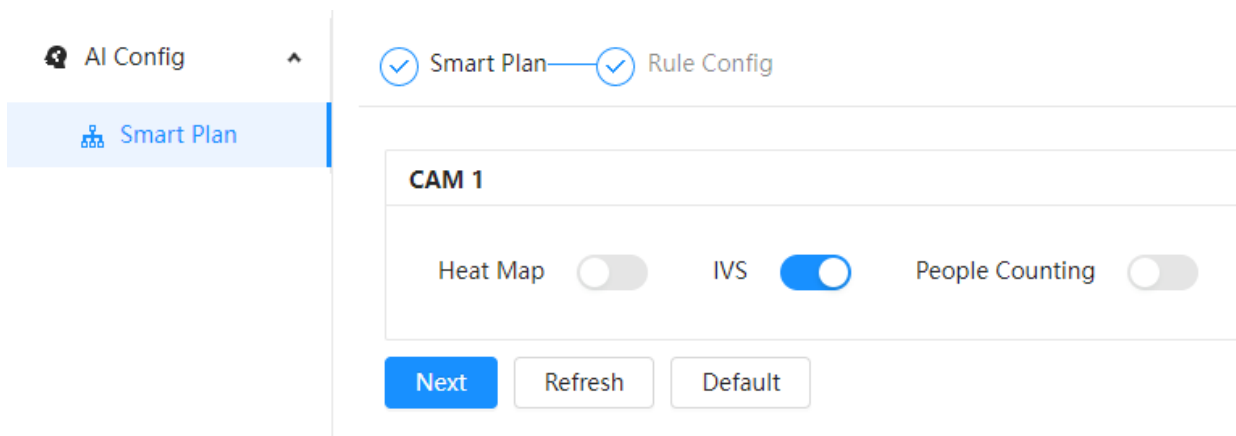 AI Config
Smart Plan
Smart Plan Rule Config
CAM 1
Heat Map IVS People Counting
Next Refresh Default